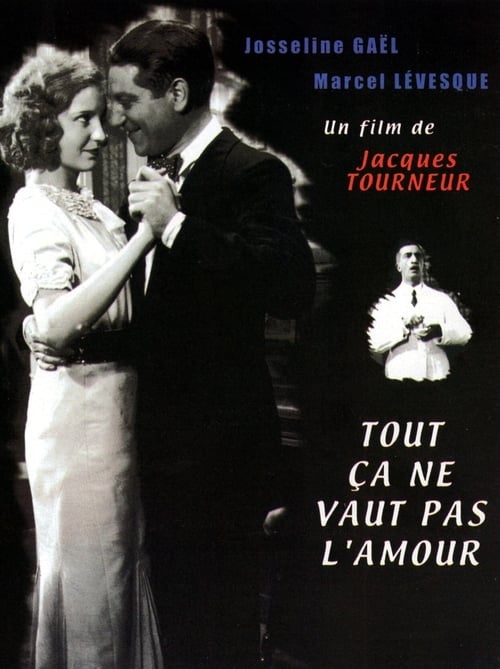 Josseline GAËL
Marcel LÉVESQUE
Un film de
Jacques
TOURNEUR
TOUT
ÇA NE
VAUT PAS
L'AMOUR